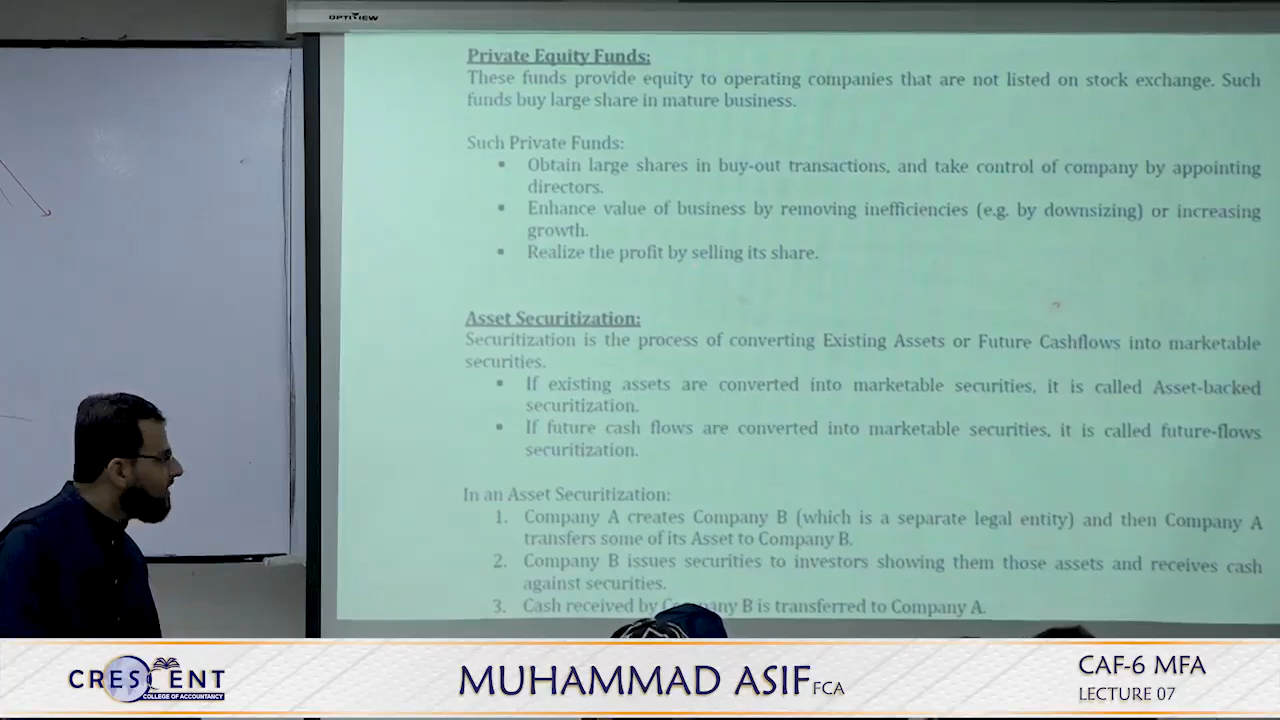 OPTIVIEW
Private Equity Funds:
These funds provide equity to operating companies that are not listed on stock exchange. Such
funds buy large share in mature business.
Such Private Funds:
▪ Obtain large shares in buy-out transactions, and take control of company by appointing
directors.
▪ Enhance value of business by removing inefficiencies (e.g. by downsizing) or increasing
growth.
▪ Realize the profit by selling its share.
Asset Securitization:
Securitization is the process of converting Existing Assets or Future Cashflows into marketable
securities.
▪ If existing assets are converted into marketable securities, it is called Asset-backed
securitization.
▪ If future cash flows are converted into marketable securities, it is called future-flows
securitization.
In an Asset Securitization:
1. Company A creates Company B (which is a separate legal entity) and then Company A
transfers some of its Asset to Company B.
2. Company B issues securities to investors showing them those assets and receives cash
against securities.
3. Cash received by Company B is transferred to Company A.
CRESCENT
COLLEGE OF ACCOUNTANCY
MUHAMMAD ASIF FCA
CAF-6 MFA
LECTURE 07